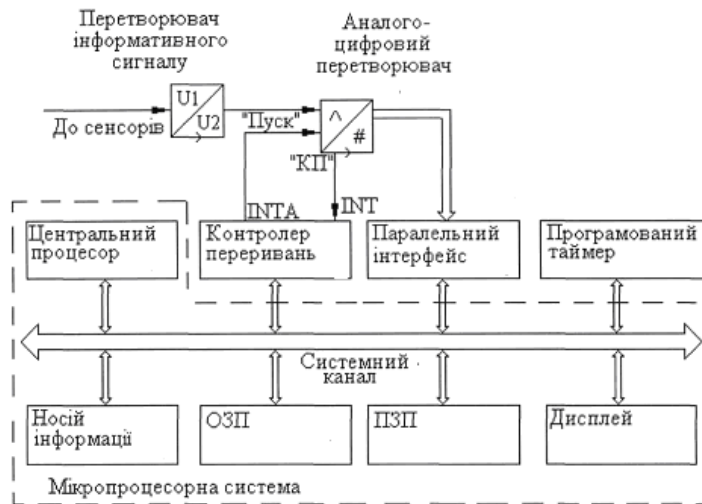 Перетворювач
інформативного
сигналу
Аналого-
цифровий
перетворювач
U1
U2
До сенсорів
"Пуск"
^
#
"КП"
INTA
INT
Центральний
процесор
Контролер
переривань
Паралельний
інтерфейс
Програмований
таймер
Системний
канал
Носій
інформації
ОЗП
ПЗП
Дисплей
Мікропроцесорна система